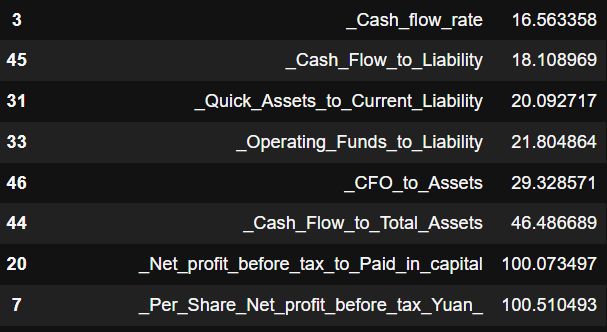 3 _Cash_flow_rate 16.563358
45 _Cash_Flow_to_Liability 18.108969
31 _Quick_Assets_to_Current_Liability 20.092717
33 _Operating_Funds_to_Liability 21.804864
46 _CFO_to_Assets 29.328571
44 _Cash_Flow_to_Total_Assets 46.486689
20 _Net_profit_before_tax_to_Paid_in_capital 100.073497
7 _Per_Share_Net_profit_before_tax_Yuan_ 100.510493